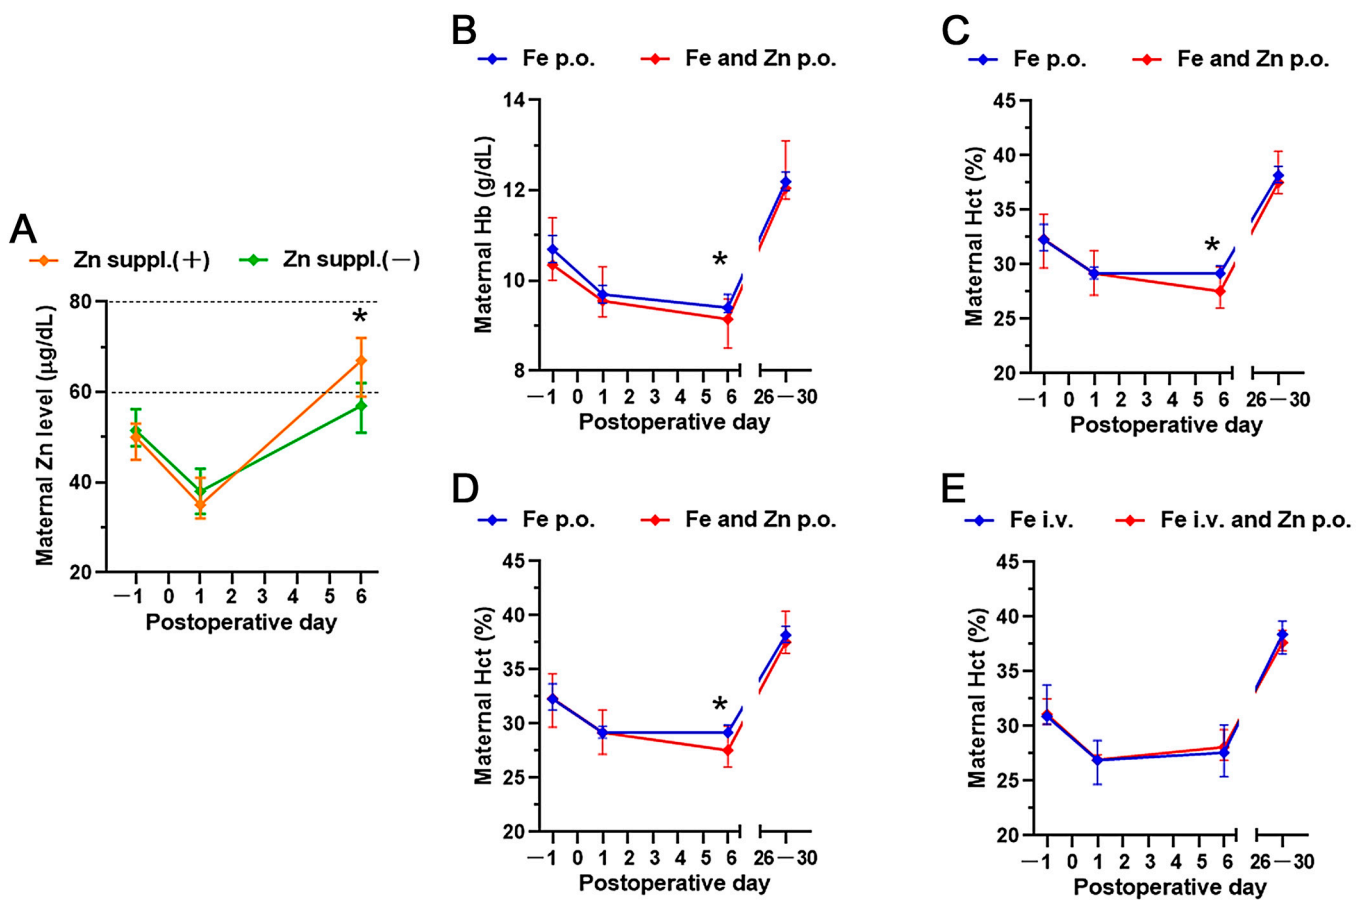 A
Zn suppl.(＋) Zn suppl.(－)
Maternal Zn level (μg/dL)
80
*
60
40
20
－1 0 1 2 3 4 5 6
Postoperative day
B
Fe p.o. Fe and Zn p.o.
Maternal Hb (g/dL)
14
12
*
10
8
－1 0 1 2 3 4 5 6 26－30
Postoperative day
C
Fe p.o. Fe and Zn p.o.
Maternal Hct (%)
45
40
35
*
30
25
20
－1 0 1 2 3 4 5 6 26－30
Postoperative day
D
Fe p.o. Fe and Zn p.o.
Maternal Hct (%)
45
40
35
*
30
25
20
－1 0 1 2 3 4 5 6 26－30
Postoperative day
E
Fe i.v. Fe i.v. and Zn p.o.
Maternal Hct (%)
45
40
35
30
25
20
－1 0 1 2 3 4 5 6 26－30
Postoperative day